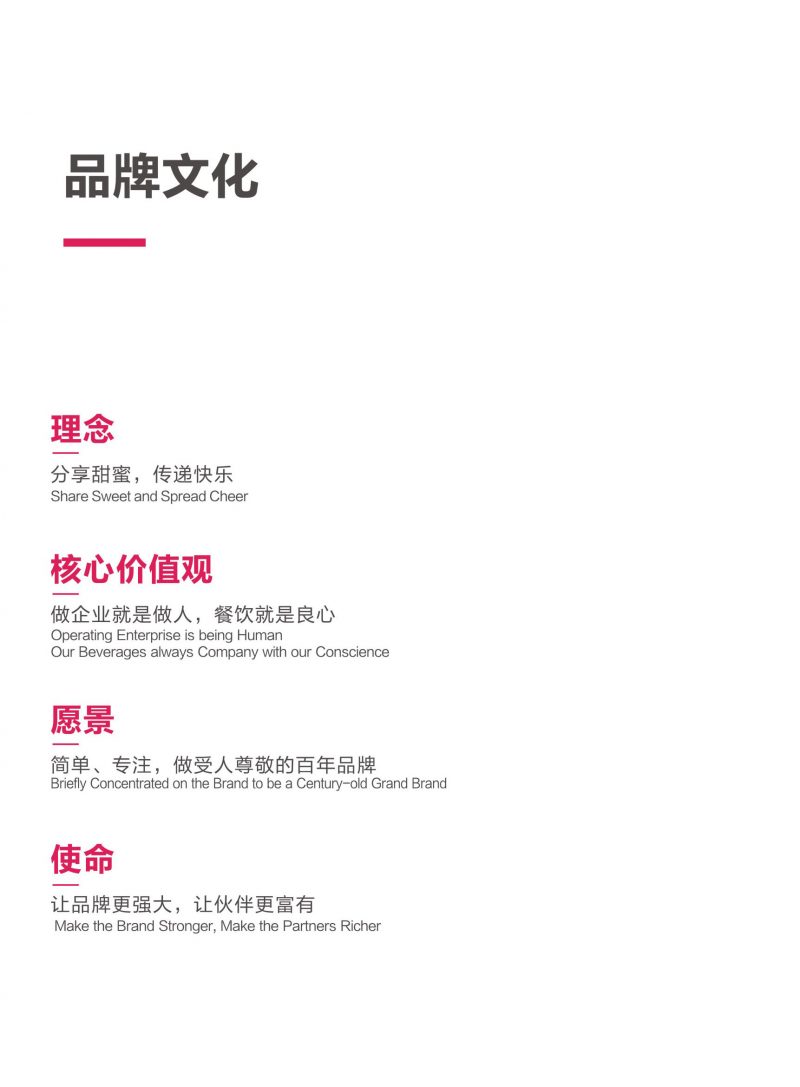 品牌文化
理念
分享甜蜜，传递快乐
Share Sweet and Spread Cheer
核心价值观
做企业就是做人，餐饮就是良心
Operating Enterprise is being Human
Our Beverages always Company with our Conscience
愿景
简单、专注，做受人尊敬的百年品牌
Briefly Concentrated on the Brand to be a Century-old Grand Brand
使命
让品牌更强大，让伙伴更富有
Make the Brand Stronger, Make the Partners Richer